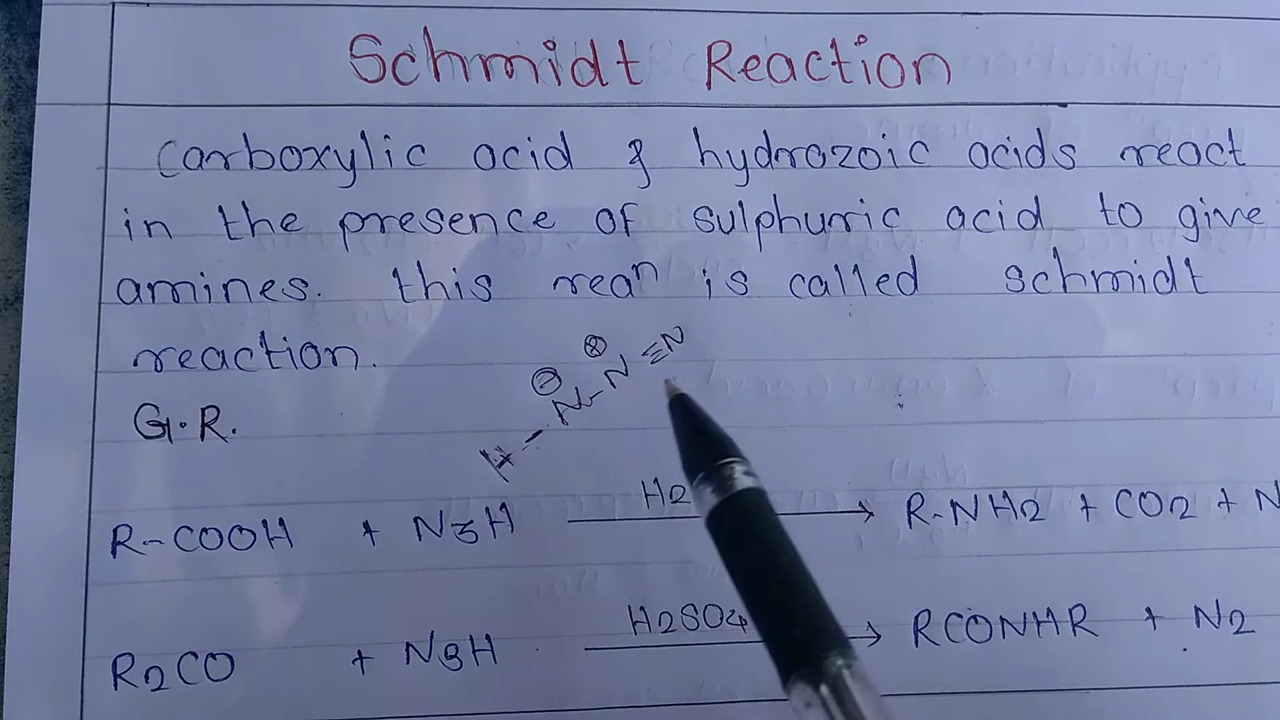 Schmidt Reaction
Carboxylic acid & hydrozoic acids react
in the presence of sulphuric acid to give
amines. this reaⁿ is called schmidt
reaction.
H-N-N≡N
G.R.
R-COOH + N3H H2 → R-NH2 + CO2 + N
R2CO + N3H H2SO4 → RCONHR + N2